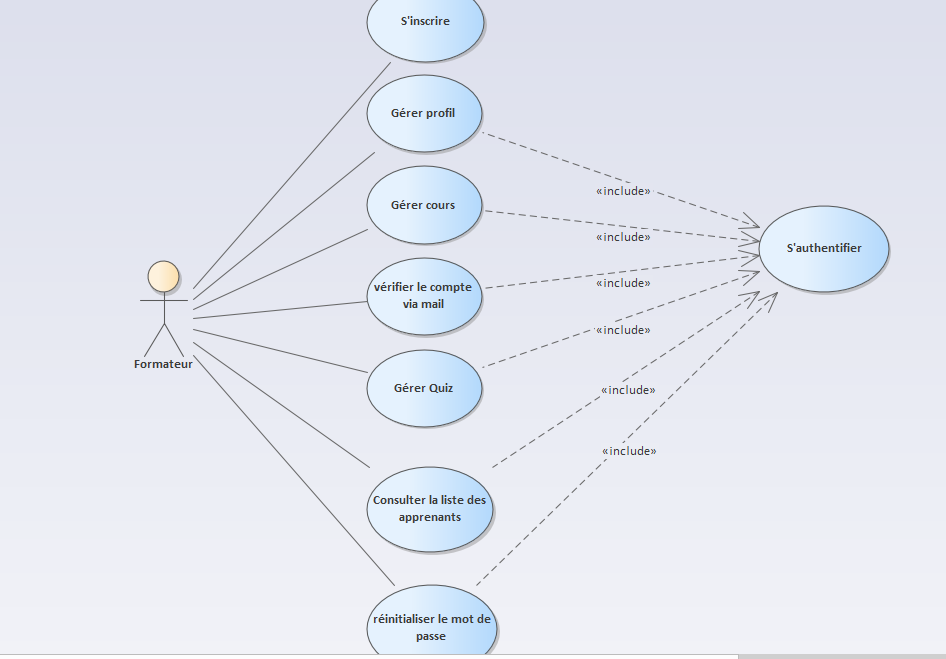 S'inscrire
Gérer profil
Gérer cours
vérifier le compte
via mail
Gérer Quiz
Consulter la liste des
apprenants
réinitialiser le mot de
passe
Formateur
«include»
«include»
«include»
«include»
«include»
«include»
S'authentifier